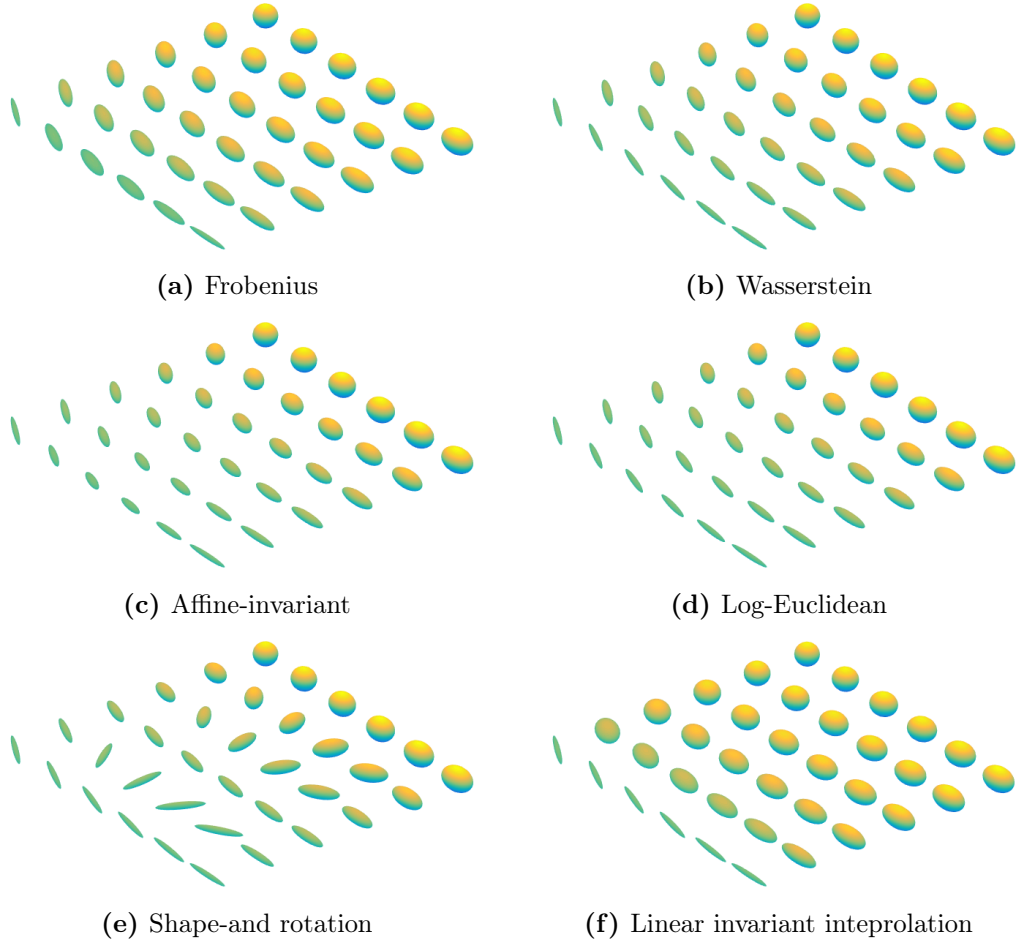 (a) Frobenius
(b) Wasserstein
(c) Affine-invariant
(d) Log-Euclidean
(e) Shape-and rotation
(f) Linear invariant inteprolation